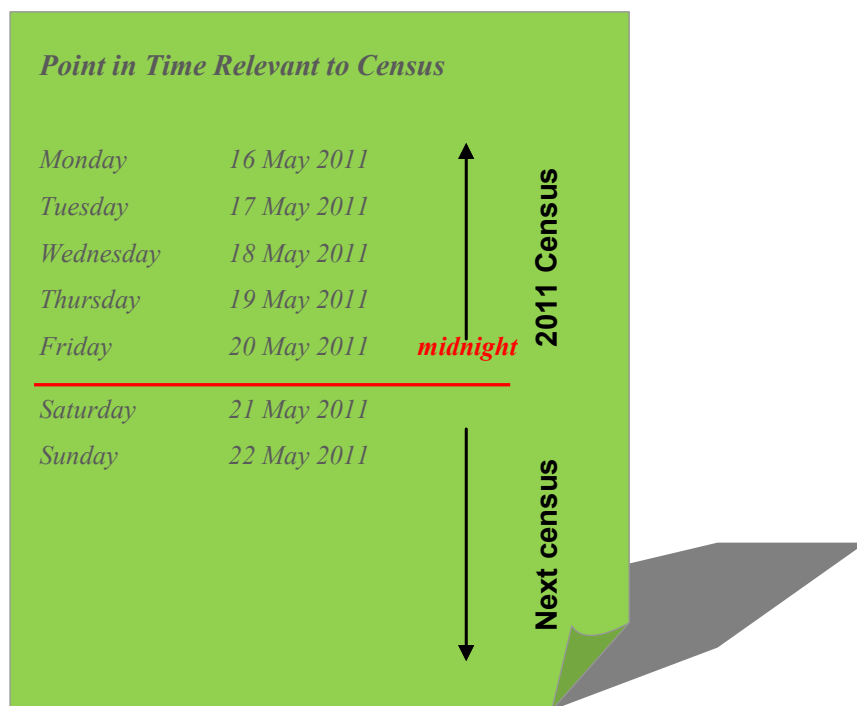 Point in Time Relevant to Census
Monday 16 May 2011
Tuesday 17 May 2011
Wednesday 18 May 2011
Thursday 19 May 2011
Friday 20 May 2011 midnight
Saturday 21 May 2011
Sunday 22 May 2011
2011 Census
Next census